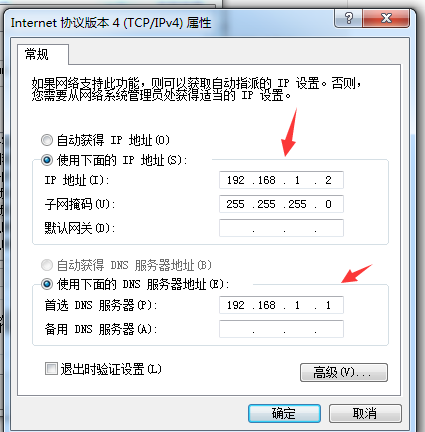 Internet 协议版本 4 (TCP/IPv4) 属性
常规
如果网络支持此功能，则可以获取自动指派的 IP 设置。否则，
您需要从网络系统管理员处获得适当的 IP 设置。
自动获得 IP 地址(O)
使用下面的 IP 地址(S):
IP 地址(I): 192 .168 . 1 . 2
子网掩码(U): 255 .255 .255 . 0
默认网关(D): . . .
自动获得 DNS 服务器地址(B)
使用下面的 DNS 服务器地址(E):
首选 DNS 服务器(P): 192 .168 . 1 . 1
备用 DNS 服务器(A): . . .
退出时验证设置(L)
高级(V)...
确定 取消